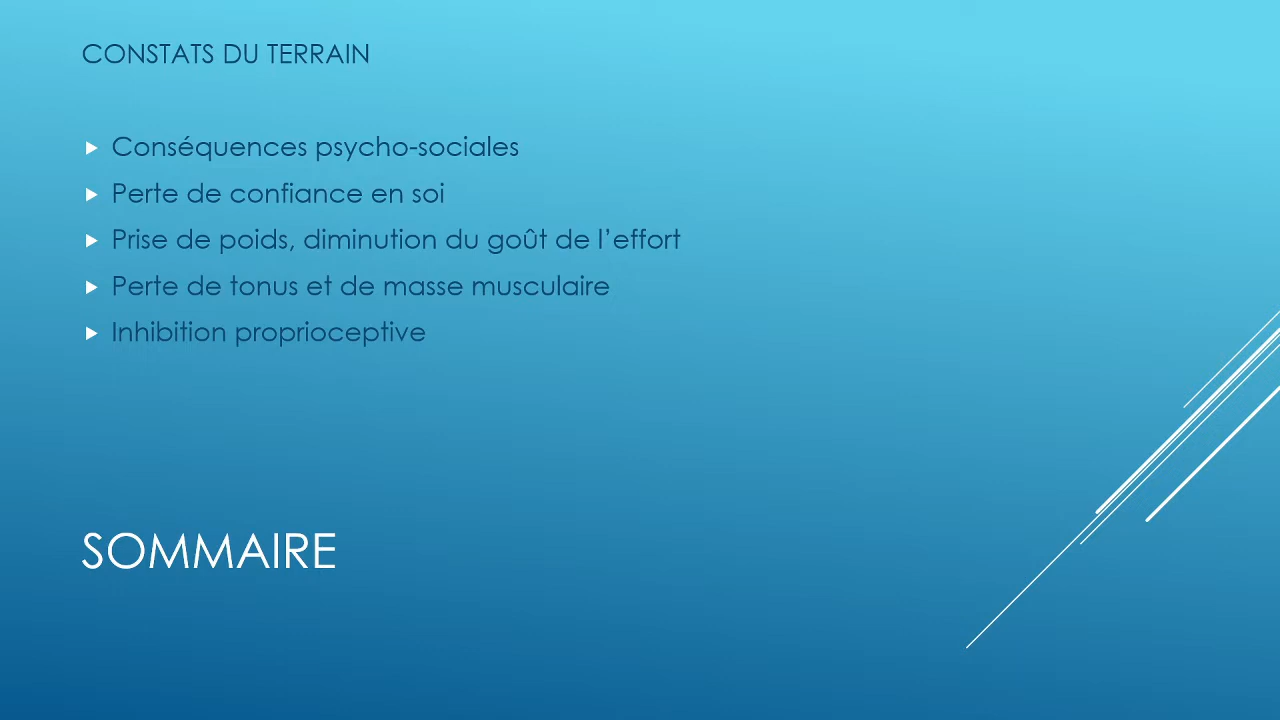 CONSTATS DU TERRAIN
Conséquences psycho-sociales
Perte de confiance en soi
Prise de poids, diminution du goût de l’effort
Perte de tonus et de masse musculaire
Inhibition proprioceptive
SOMMAIRE